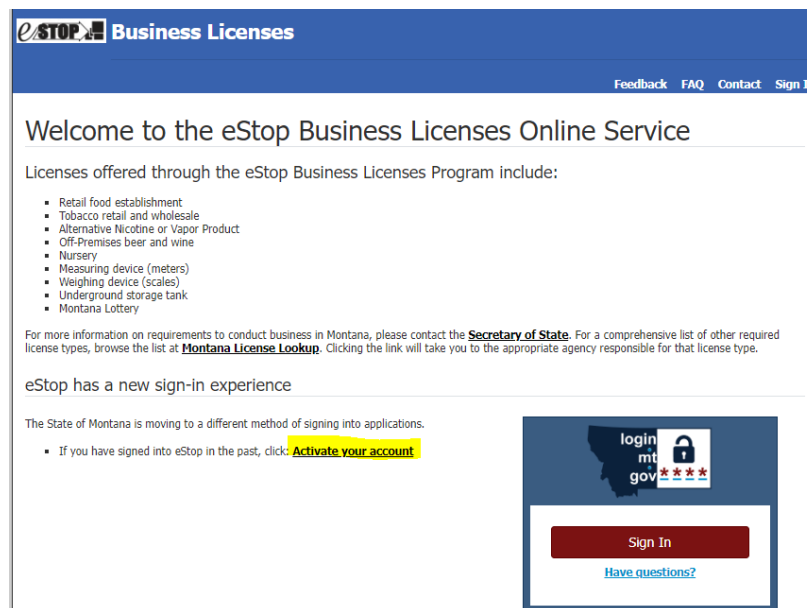 e STOP Business Licenses
Feedback FAQ Contact Sign I
Welcome to the eStop Business Licenses Online Service
Licenses offered through the eStop Business Licenses Program include:
Retail food establishment
Tobacco retail and wholesale
Alternative Nicotine or Vapor Product
Off-Premises beer and wine
Nursery
Measuring device (meters)
Weighing device (scales)
Underground storage tank
Montana Lottery
For more information on requirements to conduct business in Montana, please contact the Secretary of State. For a comprehensive list of other required
license types, browse the list at Montana License Lookup. Clicking the link will take you to the appropriate agency responsible for that license type.
eStop has a new sign-in experience
The State of Montana is moving to a different method of signing into applications.
If you have signed into eStop in the past, click: Activate your account
login
mt
gov ****
Sign In
Have questions?